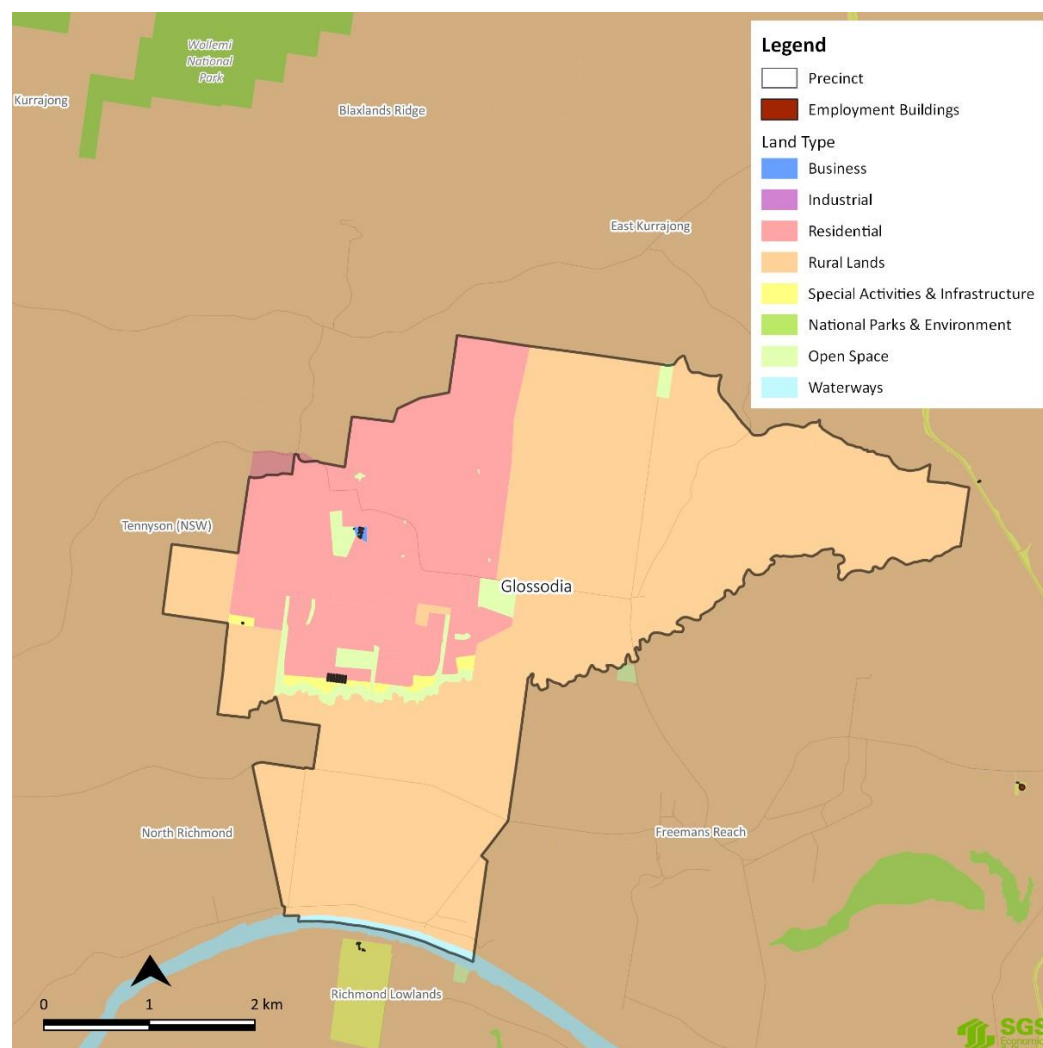 Wollemi
National
Park
Kurrajong
Blaxlands Ridge
East Kurrajong
Tennyson (NSW)
Glossodia
North Richmond
Freemans Reach
Richmond Lowlands
0
1
2 km
Legend
Precinct
Employment Buildings
Land Type
Business
Industrial
Residential
Rural Lands
Special Activities & Infrastructure
National Parks & Environment
Open Space
Waterways
SGS
Economics